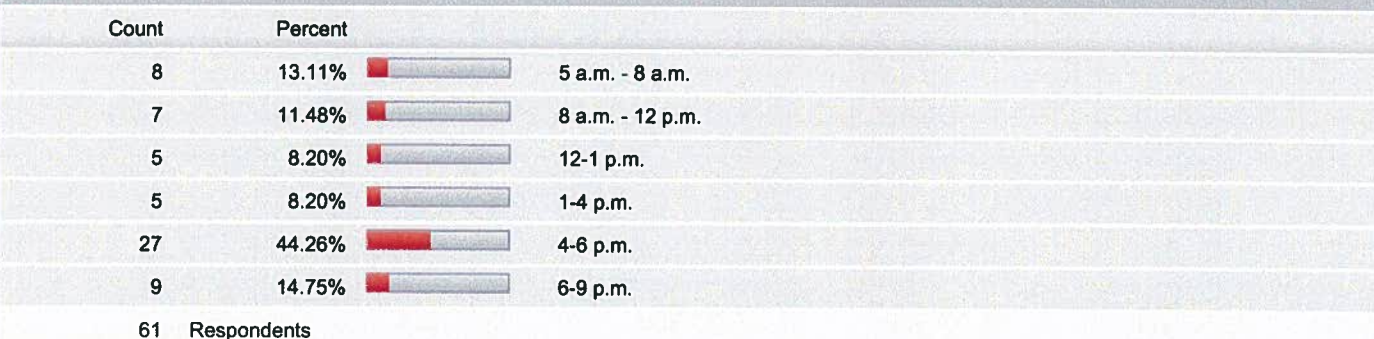 Count Percent
8 13.11% 5 a.m. - 8 a.m.
7 11.48% 8 a.m. - 12 p.m.
5 8.20% 12-1 p.m.
5 8.20% 1-4 p.m.
27 44.26% 4-6 p.m.
9 14.75% 6-9 p.m.
61 Respondents